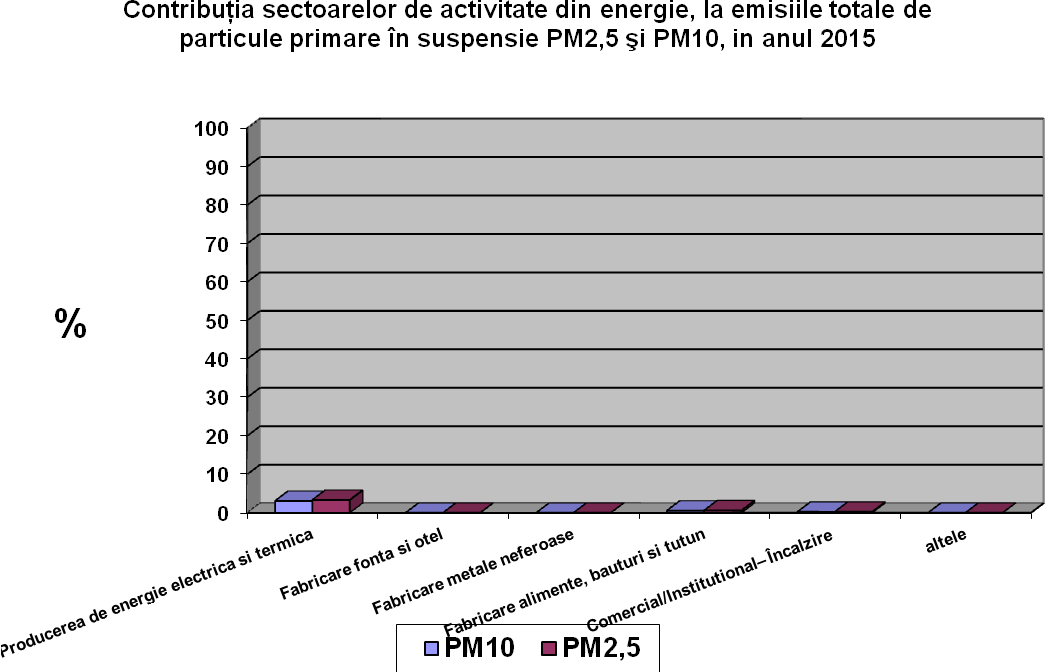 Contribuția sectoarelor de activitate din energie, la emisiile totale de
particule primare în suspensie PM2,5 şi PM10, in anul 2015
100
90
80
70
60
50
40
30
20
10
0
%
Producerea de energie electrica si termica
Fabricare fonta si otel
Fabricare metale neferoase
Fabricare alimente, bauturi si tutun
Comercial/Institutional–Încalzire
altele
PM10 PM2,5